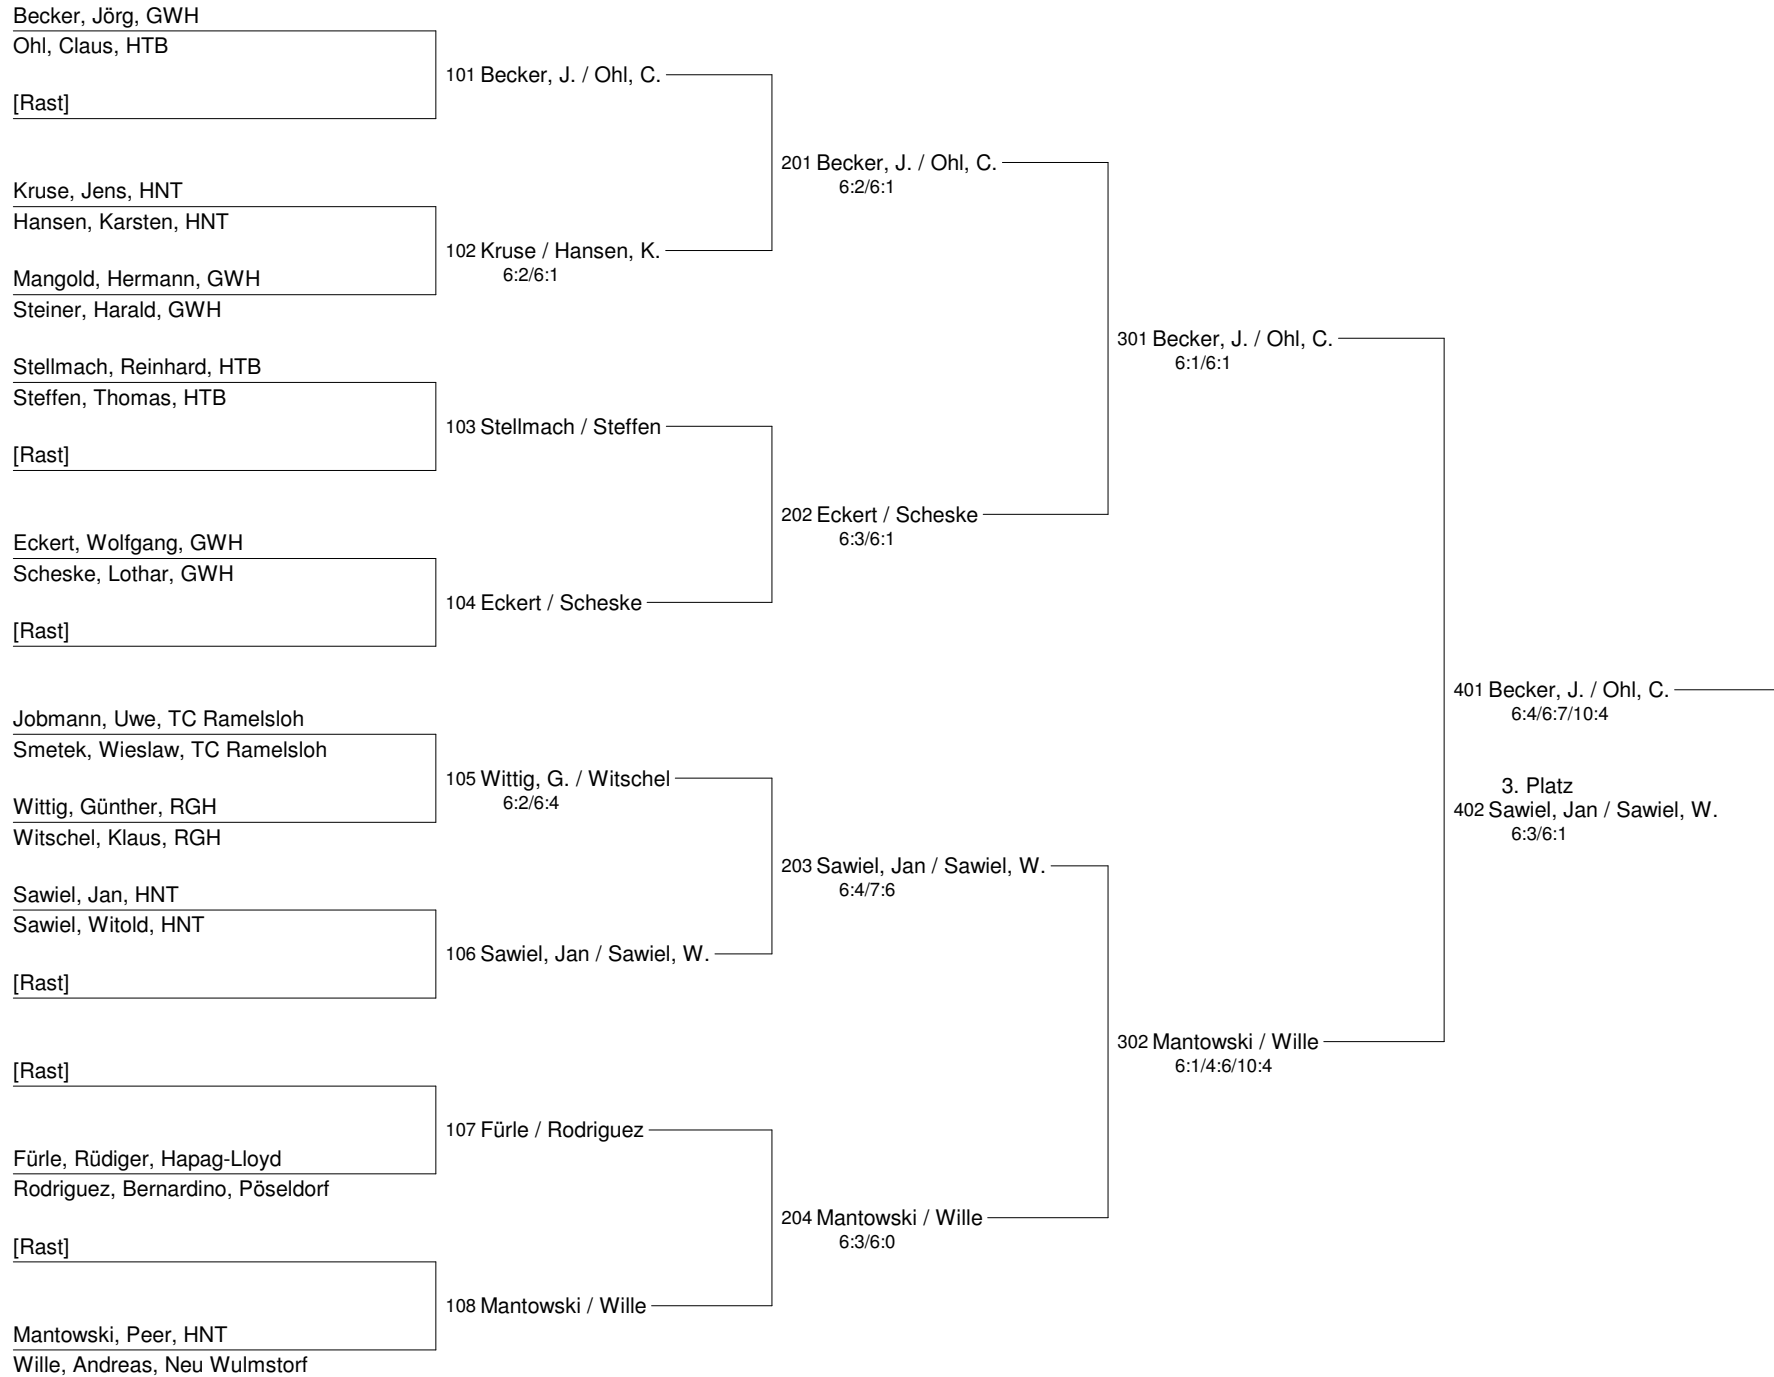 Becker, Jörg, GWH
Ohl, Claus, HTB
[Rast]
Kruse, Jens, HNT
Hansen, Karsten, HNT
Mangold, Hermann, GWH
Steiner, Harald, GWH
Stellmach, Reinhard, HTB
Steffen, Thomas, HTB
[Rast]
Eckert, Wolfgang, GWH
Scheske, Lothar, GWH
[Rast]
Jobmann, Uwe, TC Ramelsloh
Smetek, Wieslaw, TC Ramelsloh
Wittig, Günther, RGH
Witschel, Klaus, RGH
Sawiel, Jan, HNT
Sawiel, Witold, HNT
[Rast]
[Rast]
Fürle, Rüdiger, Hapag-Lloyd
Rodriguez, Bernardino, Pöseldorf
[Rast]
Mantowski, Peer, HNT
Wille, Andreas, Neu Wulmstorf
101 Becker, J. / Ohl, C.
102 Kruse / Hansen, K.
6:2/6:1
103 Stellmach / Steffen
104 Eckert / Scheske
105 Wittig, G. / Witschel
6:2/6:4
106 Sawiel, Jan / Sawiel, W.
107 Fürle / Rodriguez
108 Mantowski / Wille
201 Becker, J. / Ohl, C.
6:2/6:1
202 Eckert / Scheske
6:3/6:1
203 Sawiel, Jan / Sawiel, W.
6:4/7:6
204 Mantowski / Wille
6:3/6:0
301 Becker, J. / Ohl, C.
6:1/6:1
302 Mantowski / Wille
6:1/4:6/10:4
401 Becker, J. / Ohl, C.
6:4/6:7/10:4
3. Platz
402 Sawiel, Jan / Sawiel, W.
6:3/6:1